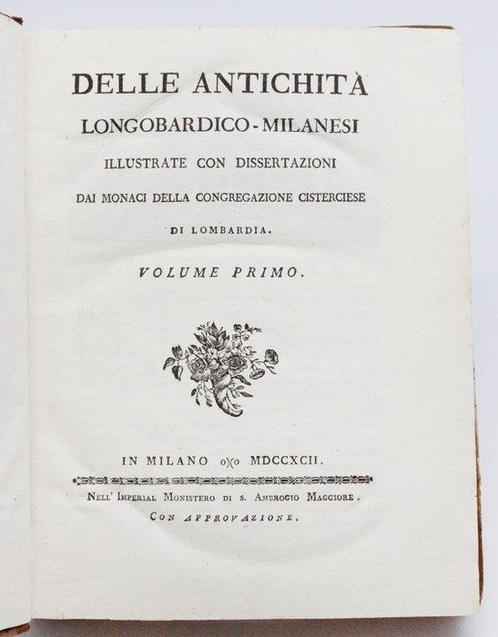 DELLE ANTICHITÀ
LONGOBARDICO-MILANESI
ILLUSTRATE CON DISSERTAZIONI
DAI MONACI DELLA CONGREGAZIONE CISTERCIESE
DI LOMBARDIA.
VOLUME PRIMO.
IN MILANO o)(o MDCCXCII.
NELL' IMPERIAL MONISTERO DI S. AMBROGIO MAGGIORE.
CON APPROVAZIONE.